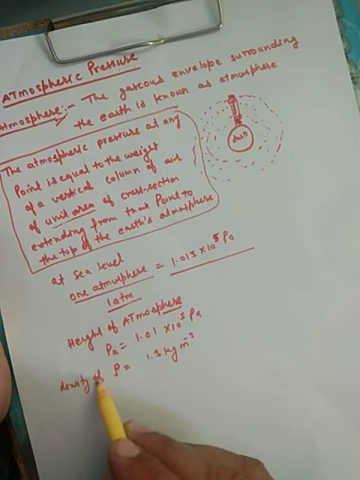 ATmospheric Pressure
Atmosphere:- The gaseous envelope surrounding
the earth is known as atmosphere
The atmospheric pressure at any
Point is equal to the weight
of a vertical column of air
of unit area of cross-section
extending from that Point to
the top of the earth's atmosphere
at sea level
one atmosphere = 1.013 × 10⁵ Pa
1 atm
Height of ATmosphere
Pa = 1.01 × 10⁵ Pa
density of ρ = 1.3 kg m⁻³